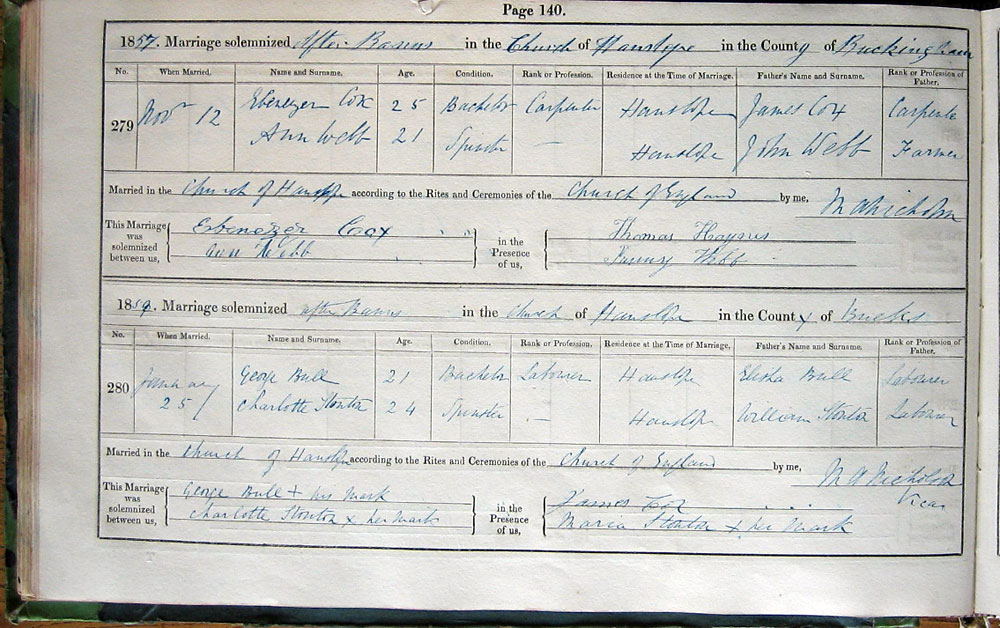 Page 140.
1857. Marriage solemnized After Banns in the Church of Hanslope in the County of Buckingham
No. When Married. Name and Surname. Age. Condition. Rank or Profession. Residence at the Time of Marriage. Father's Name and Surname. Rank or Profession of Father.
279 Novr 12 Ebenezer Cox 25 Bachelor Carpenter Hanslope James Cox Carpenter
Ann Webb 21 Spinster — Hanslope John Webb Farmer
Married in the Church of Hanslope according to the Rites and Ceremonies of the Church of England by me, M A Nicholson
This Marriage was solemnized between us, Ebenezer Cox in the Presence of us, Thomas Haynes
Ann Webb Webb
18 . Marriage solemnized after Banns in the Church of Hanslope in the County of Bucks
No. When Married. Name and Surname. Age. Condition. Rank or Profession. Residence at the Time of Marriage. Father's Name and Surname. Rank or Profession of Father.
280 January 25 George Bull 21 Bachelor Labourer Hanslope Elisha Bull Labourer
Charlotte Stonton 24 Spinster — Hanslope William Stonton Labourer
Married in the Church of Hanslope according to the Rites and Ceremonies of the Church of England by me, M A Nicholson
Vicar
This Marriage was solemnized between us, George Bull + his mark in the Presence of us, James Cox
Charlotte Stonton x her mark Maria Stonton + her mark